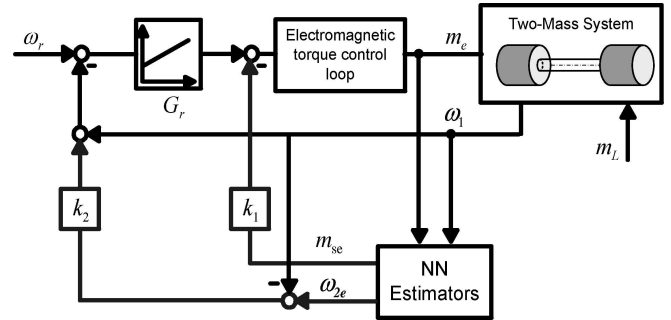 Two-Mass System
ω_r
Electromagnetic
torque control
loop
m_e
G_r
ω_1
m_L
k_2
k_1
m_se
NN
Estimators
ω_2e